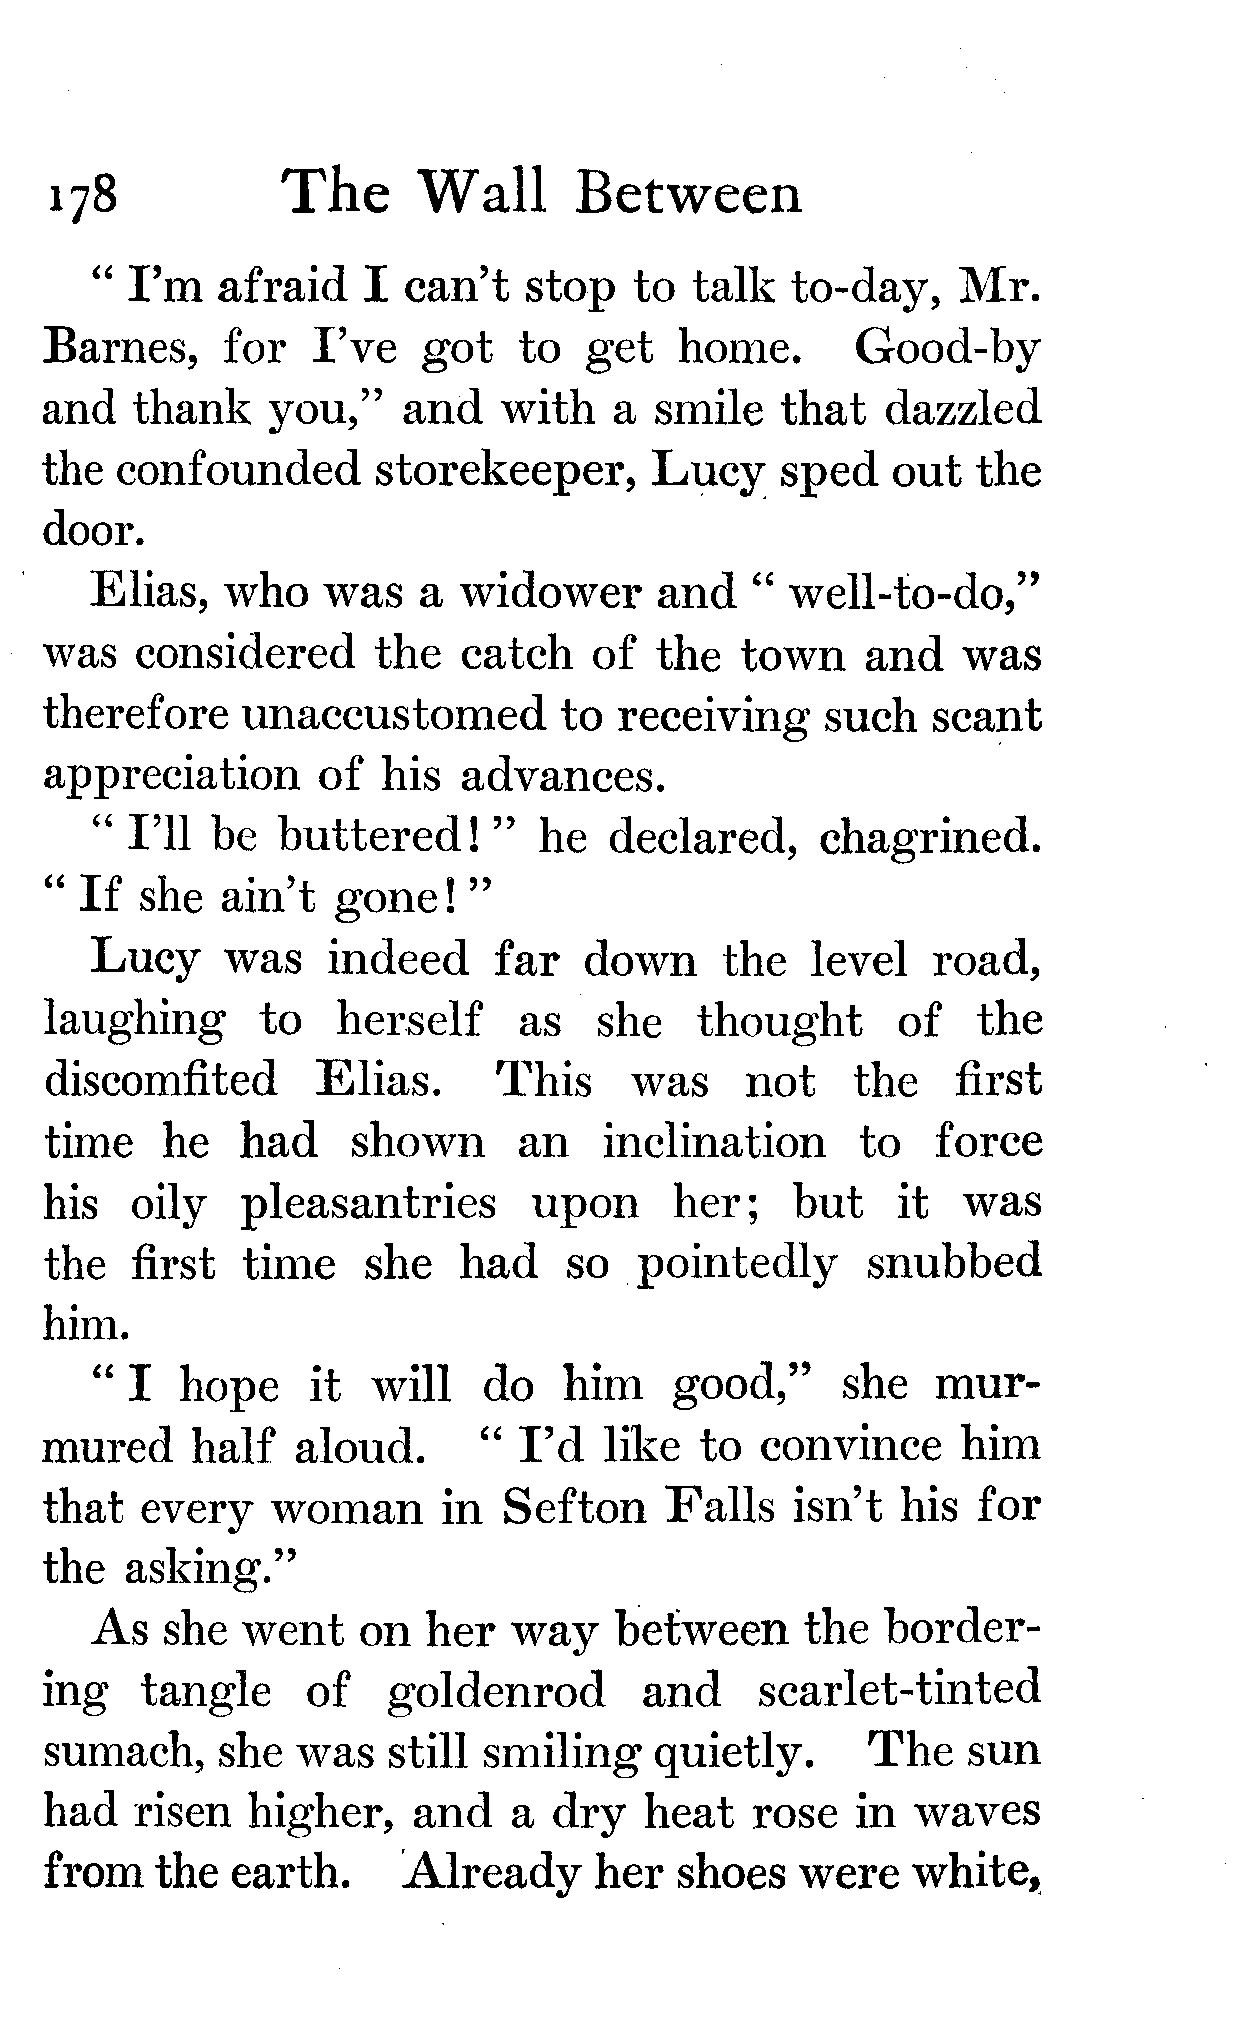 178 The Wall Between
" I'm afraid I can't stop to talk to-day, Mr.
Barnes, for I've got to get home. Good-by
and thank you," and with a smile that dazzled
the confounded storekeeper, Lucy sped out the
door.
Elias, who was a widower and " well-to-do,"
was considered the catch of the town and was
therefore unaccustomed to receiving such scant
appreciation of his advances.
" I'll be buttered! " he declared, chagrined.
" If she ain't gone! "
Lucy was indeed far down the level road,
laughing to herself as she thought of the
discomfited Elias. This was not the first
time he had shown an inclination to force
his oily pleasantries upon her; but it was
the first time she had so pointedly snubbed
him.
" I hope it will do him good," she mur-
mured half aloud. " I'd like to convince him
that every woman in Sefton Falls isn't his for
the asking."
As she went on her way between the border-
ing tangle of goldenrod and scarlet-tinted
sumach, she was still smiling quietly. The sun
had risen higher, and a dry heat rose in waves
from the earth. Already her shoes were white,